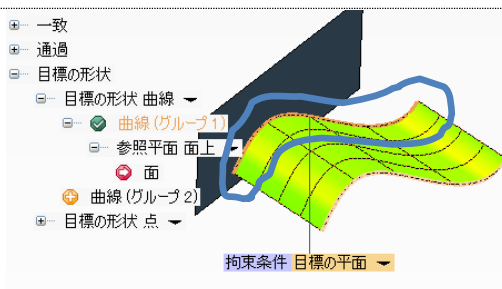 一致
通過
目標の形状
目標の形状 曲線
曲線(グループ1)
参照平面 面上
面
曲線(グループ2)
目標の形状 点
拘束条件 目標の平面